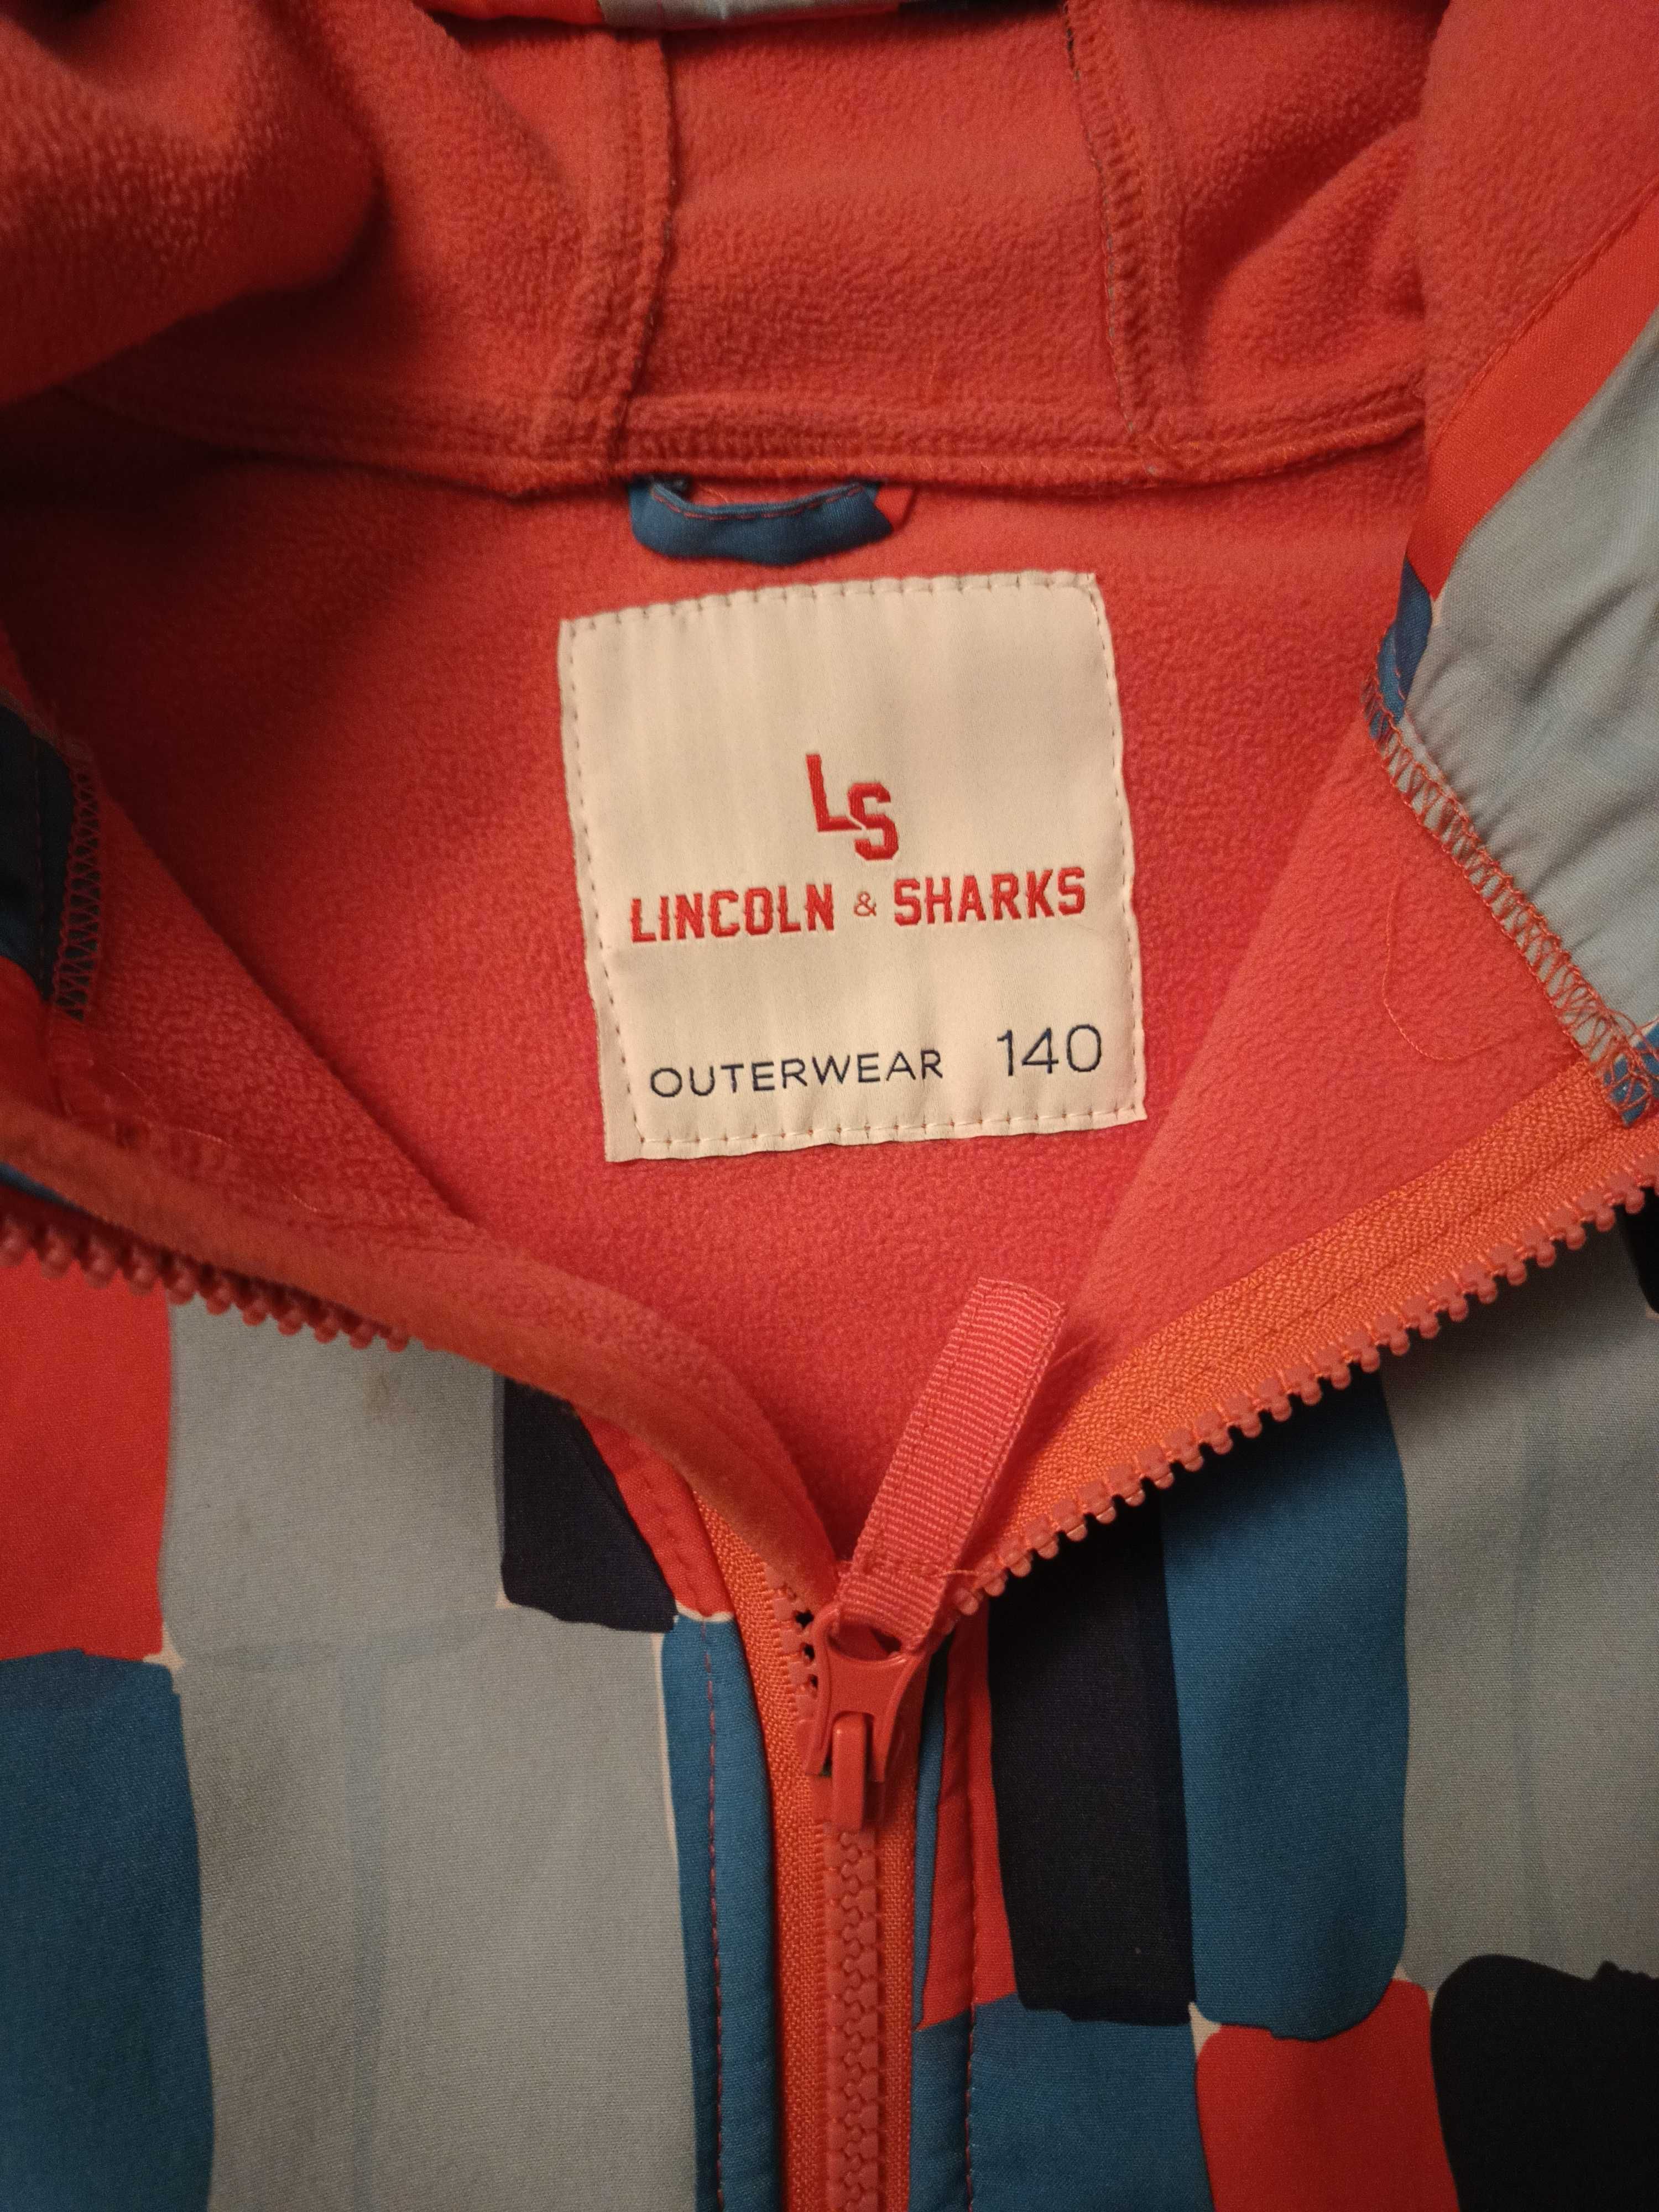 LS
LINCOLN & SHARKS
OUTERWEAR 140